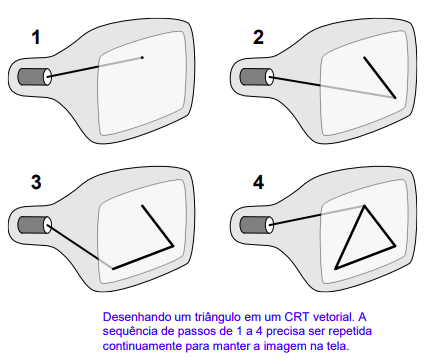 1
2
3
4
Desenhando um triângulo em um CRT vetorial. A
sequência de passos de 1 a 4 precisa ser repetida
continuamente para manter a imagem na tela.